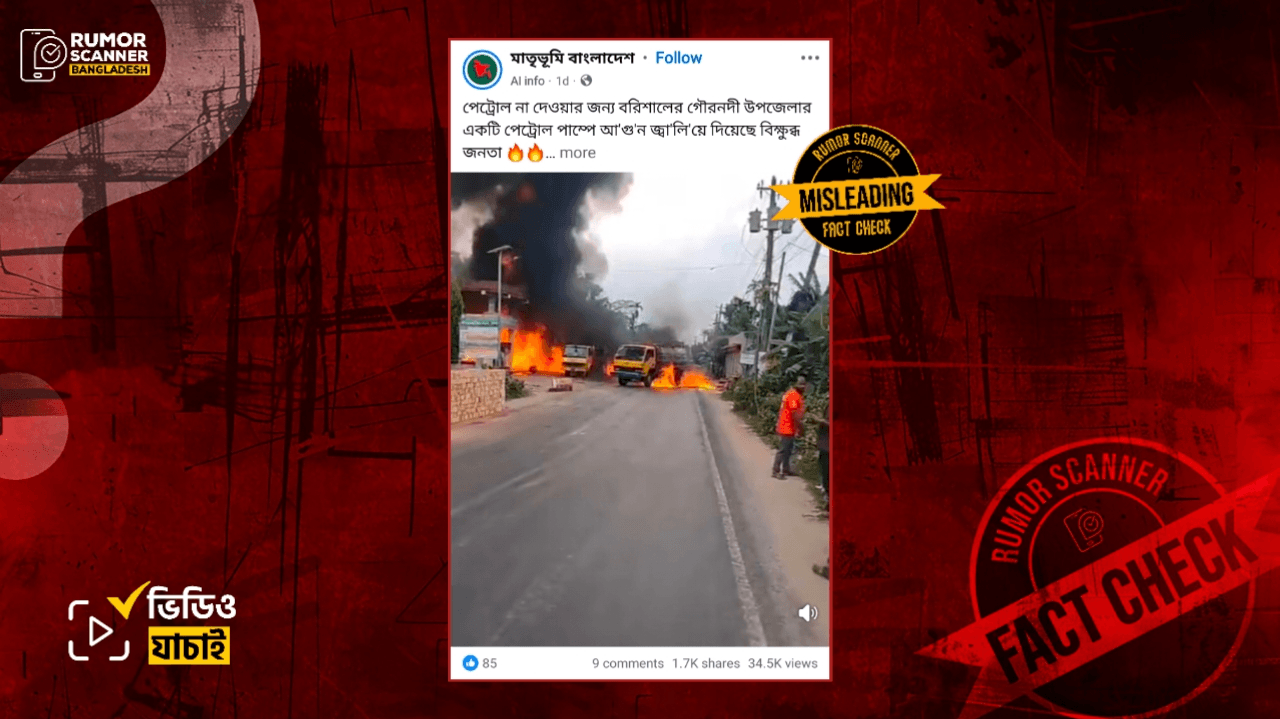 RUMOR
SCANNER
BANGLADESH
মাতৃভূমি বাংলাদেশ · Follow
AI info · 1d ·
পেট্রোল না দেওয়ার জন্য বরিশালের গৌরনদী উপজেলার
একটি পেট্রোল পাম্পে আ'গু'ন জ্বা'লি'য়ে দিয়েছে বিক্ষুব্ধ
জনতা 🔥🔥... more
RUMOR SCANNER
MISLEADING
FACT CHECK
RUMOR SCANNER
FACT CHECK
ভিডিও
যাচাই
85
9 comments 1.7K shares 34.5K views